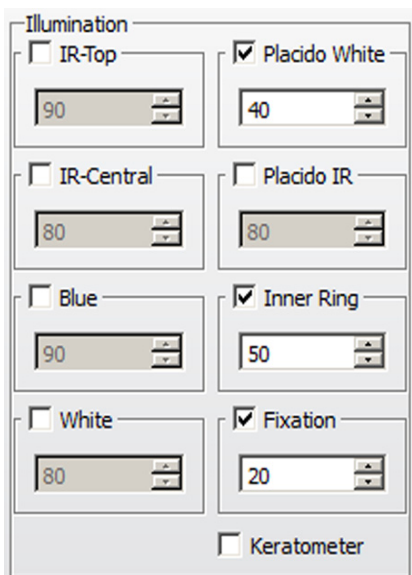 Illumination
IR-Top
Placido White
90
40
IR-Central
Placido IR
80
80
Blue
Inner Ring
90
50
White
Fixation
80
20
Keratometer